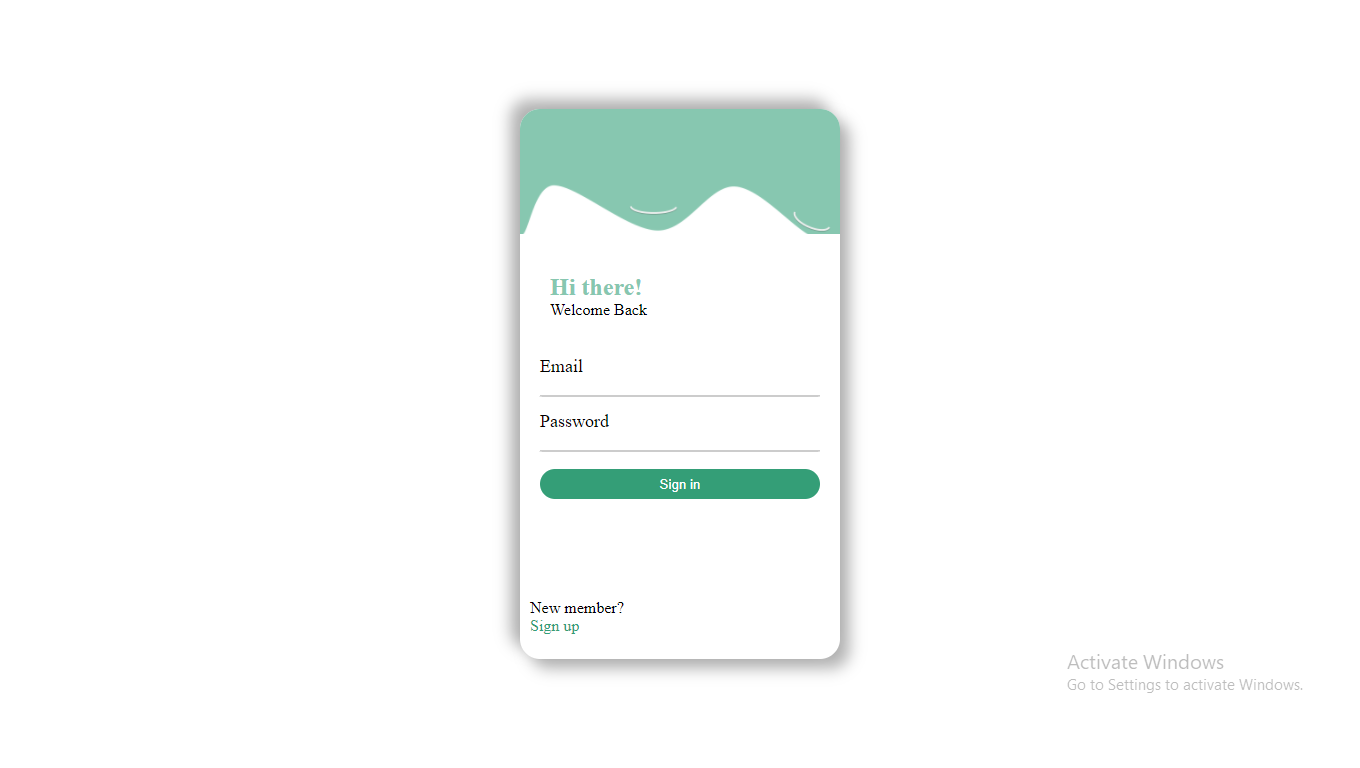 Hi there!
Welcome Back
Email
Password
Sign in
New member?
Sign up
Activate Windows
Go to Settings to activate Windows.